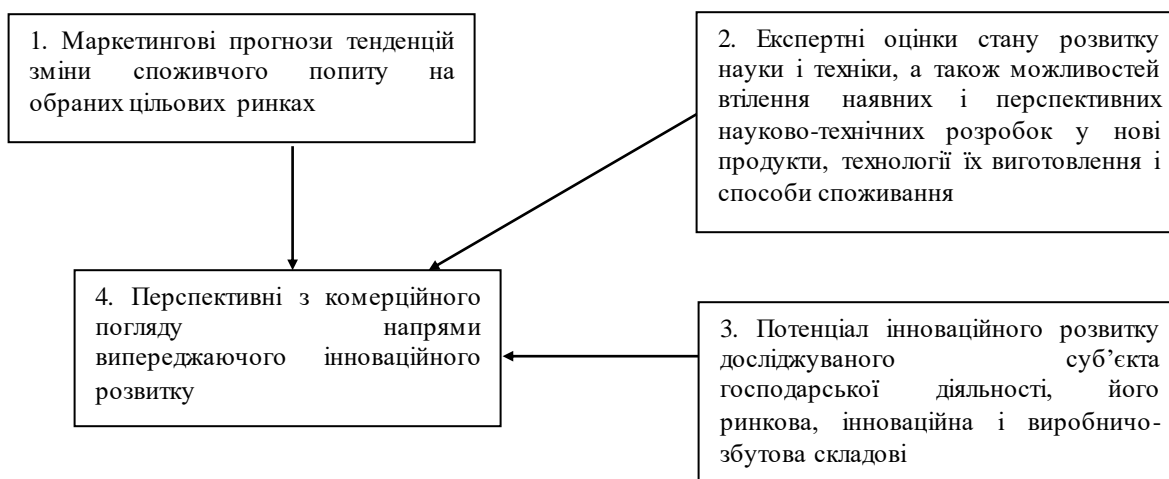 1. Маркетингові прогнози тенденцій
зміни споживчого попиту на
обраних цільових ринках
2. Експертні оцінки стану розвитку
науки і техніки, а також можливостей
втілення наявних і перспективних
науково-технічних розробок у нові
продукти, технології їх виготовлення і
способи споживання
4. Перспективні з комерційного
погляду напрями
випереджаючого інноваційного
розвитку
3. Потенціал інноваційного розвитку
досліджуваного суб’єкта
господарської діяльності, його
ринкова, інноваційна і виробничо-
збутова складові